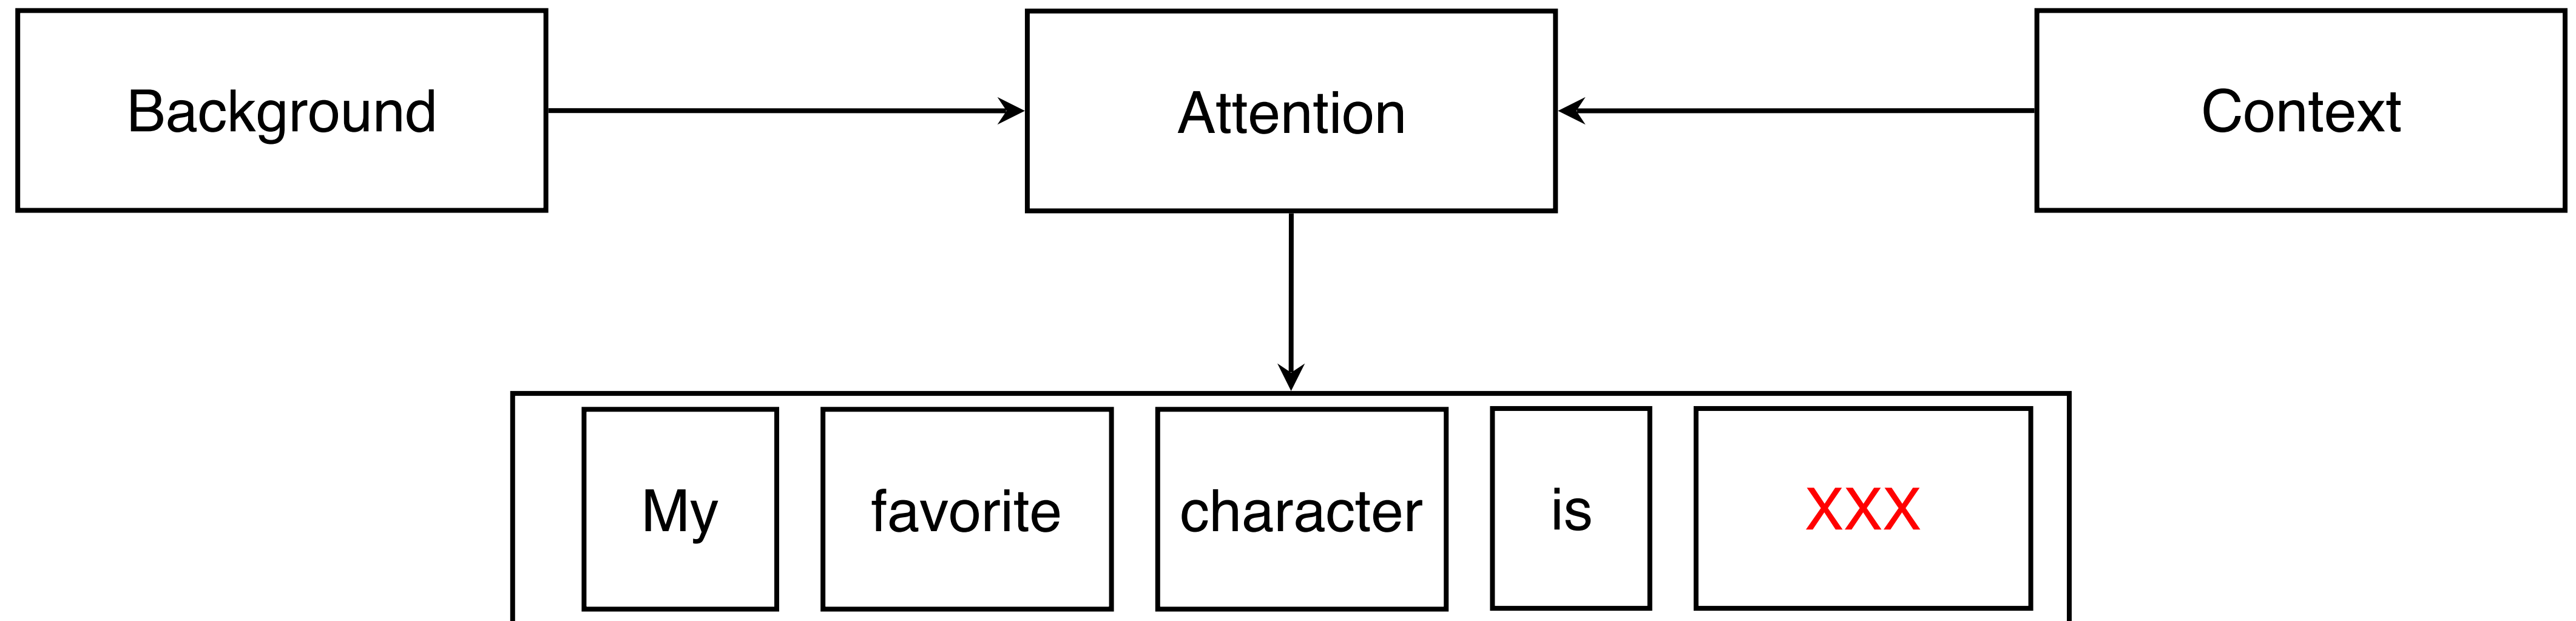 Background Attention Context
My favorite character is XXX